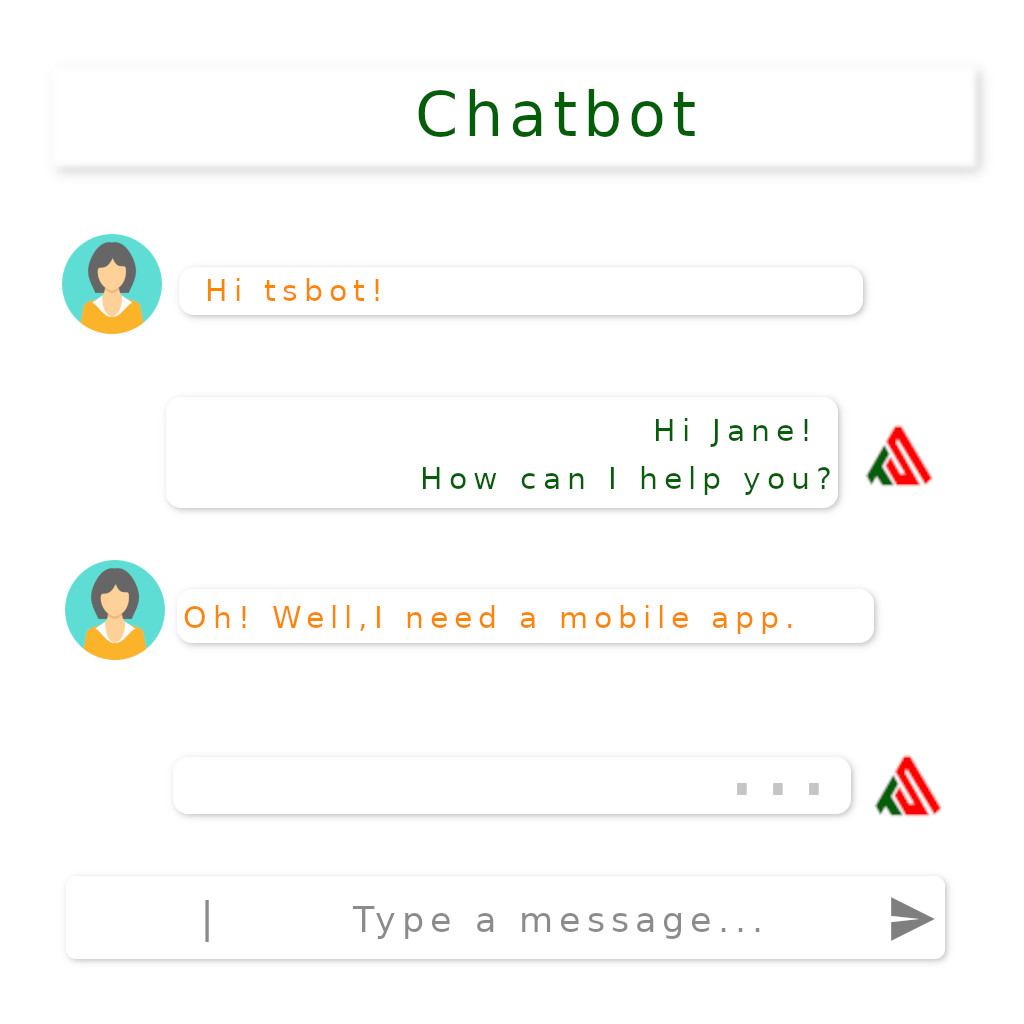 Chatbot
Hi tsbot!
Hi Jane!
How can I help you?
Oh! Well,I need a mobile app.
...
Type a message...